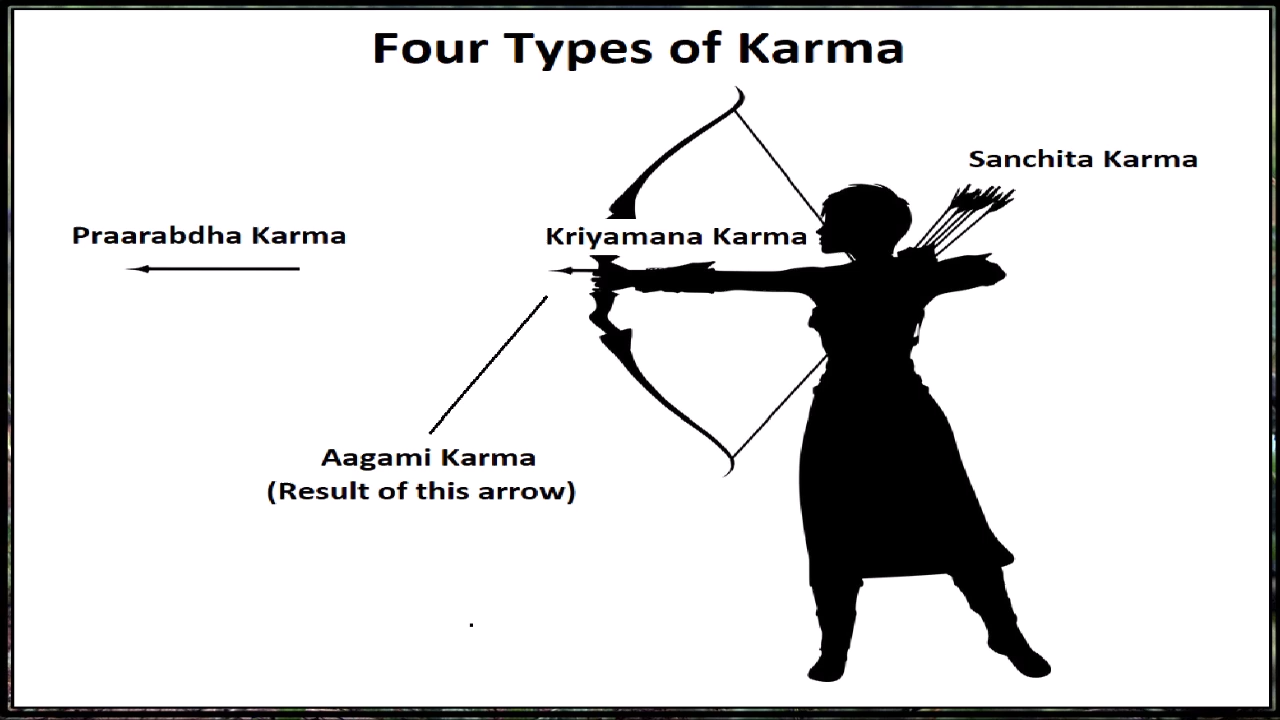 Four Types of Karma
Sanchita Karma
Praarabdha Karma
Kriyamana Karma
Aagami Karma
(Result of this arrow)